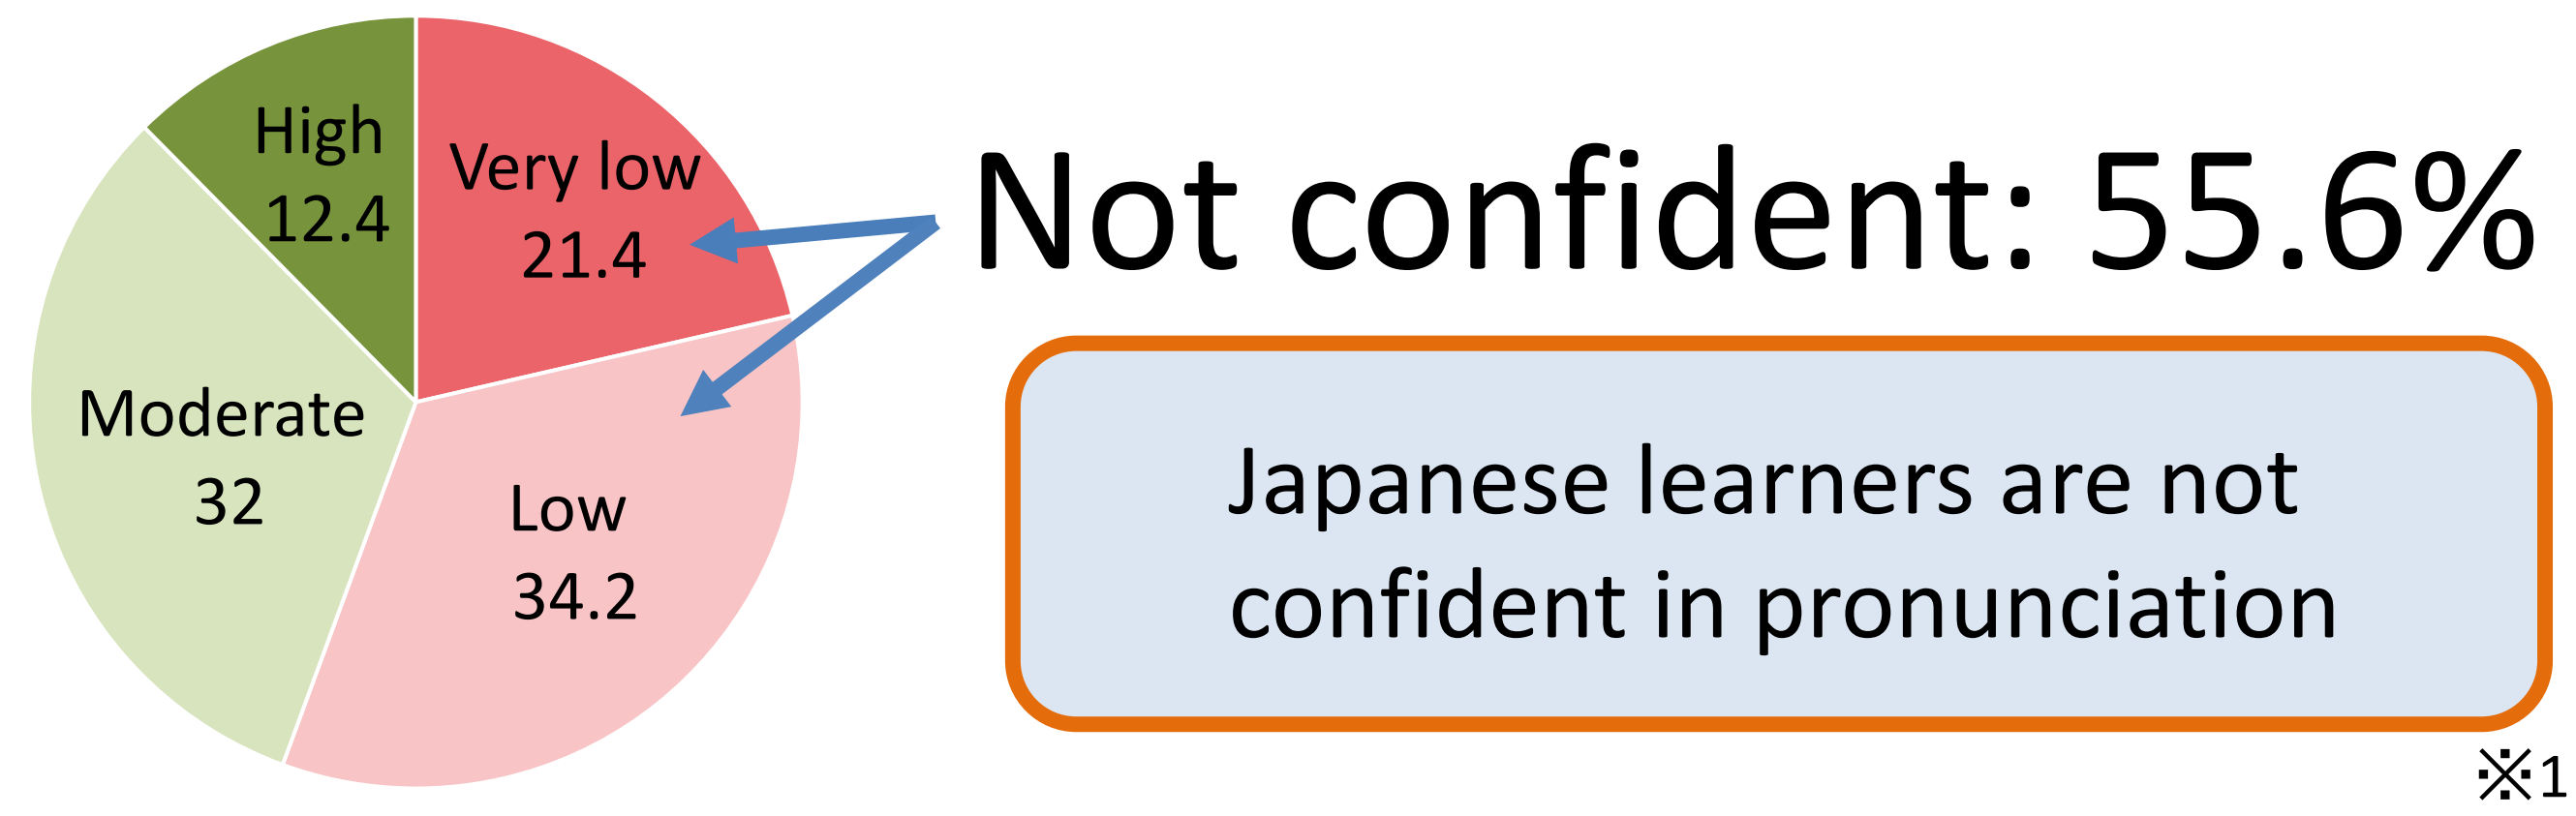 High
12.4
Very low
21.4
Moderate
32
Low
34.2
Not confident: 55.6%
Japanese learners are not
confident in pronunciation
※1